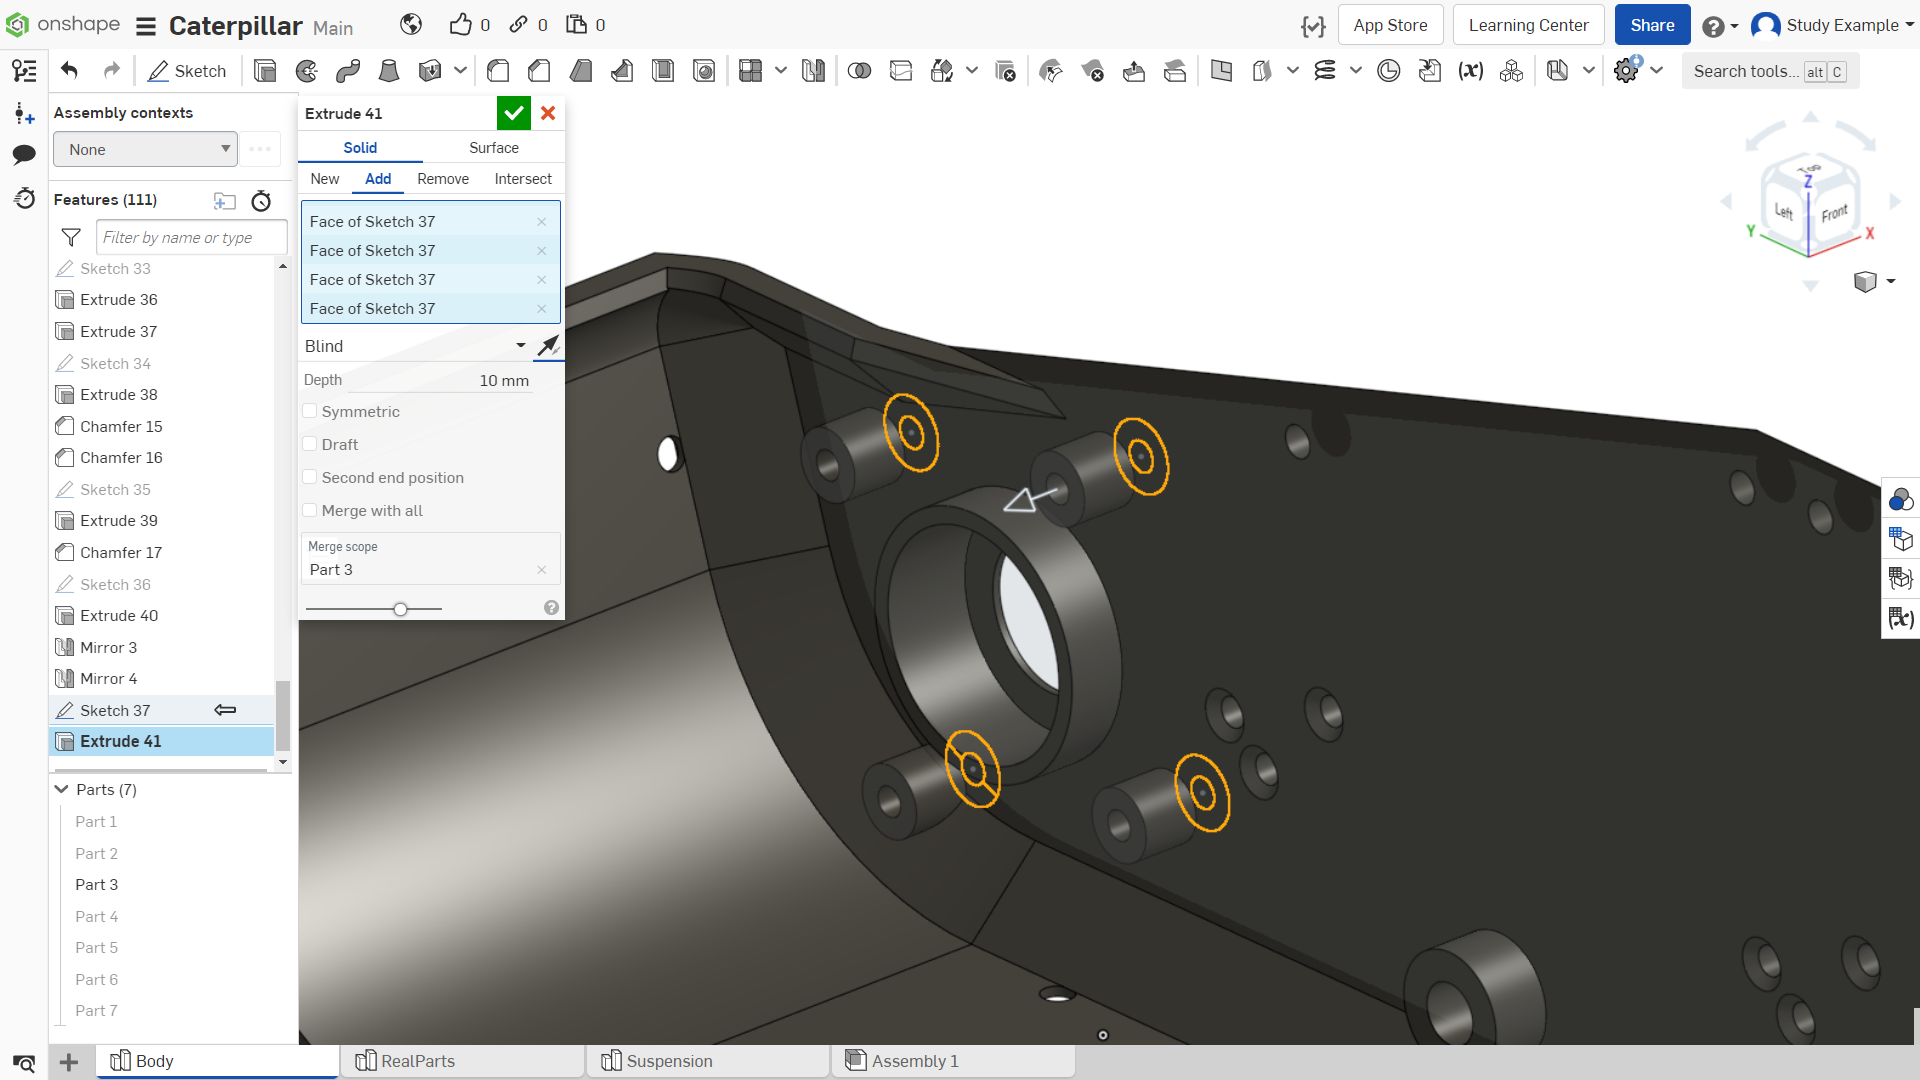 onshape
Caterpillar Main
0
0
0
App Store
Learning Center
Share
Study Example
Sketch
Search tools... alt C
Assembly contexts
None
Features (111)
Filter by name or type
Sketch 33
Extrude 36
Extrude 37
Sketch 34
Extrude 38
Chamfer 15
Chamfer 16
Sketch 35
Extrude 39
Chamfer 17
Sketch 36
Extrude 40
Mirror 3
Mirror 4
Sketch 37
Extrude 41
Parts (7)
Part 1
Part 2
Part 3
Part 4
Part 5
Part 6
Part 7
Extrude 41
Solid
Surface
New
Add
Remove
Intersect
Face of Sketch 37
Face of Sketch 37
Face of Sketch 37
Face of Sketch 37
Blind
Depth
10 mm
Symmetric
Draft
Second end position
Merge with all
Merge scope
Part 3
Top
Z
Left
Front
Y
X
Body
RealParts
Suspension
Assembly 1